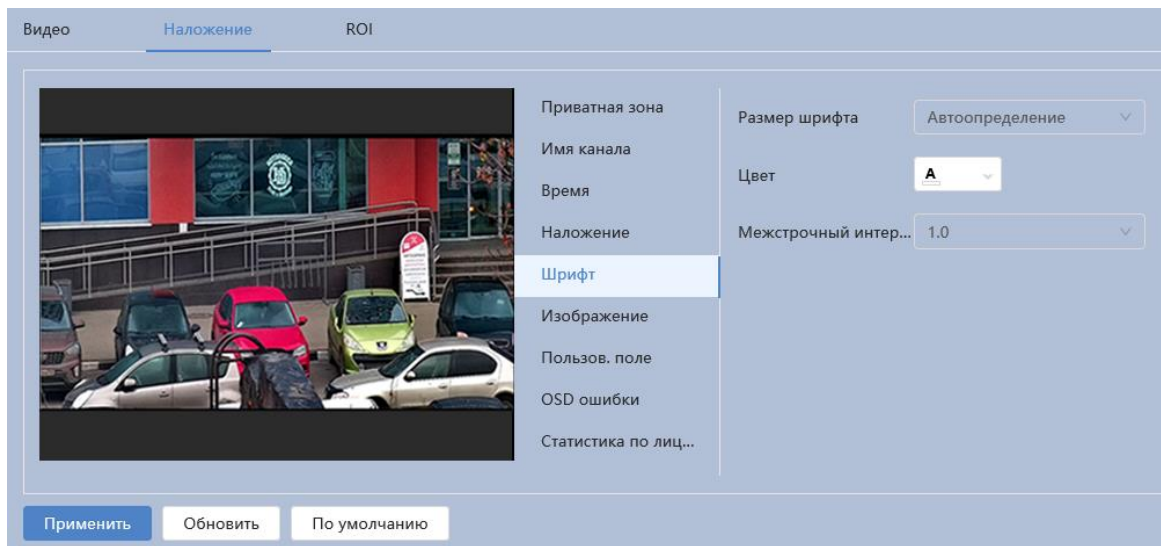 Видео
Наложение
ROI
Приватная зона
Имя канала
Время
Наложение
Шрифт
Изображение
Пользов. поле
OSD ошибки
Статистика по лиц...
Размер шрифта
Автоопределение
Цвет
A
Межстрочный интер...
1.0
Применить
Обновить
По умолчанию